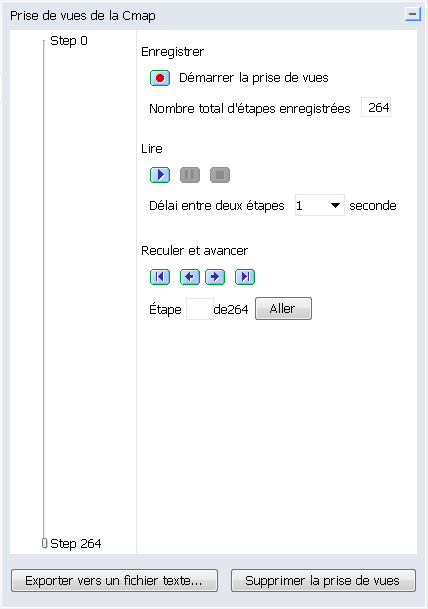 Prise de vues de la Cmap
Step 0
Enregistrer
Démarrer la prise de vues
Nombre total d'étapes enregistrées 264
Lire
Délai entre deux étapes 1 seconde
Reculer et avancer
Étape de264 Aller
Step 264
Exporter vers un fichier texte... Supprimer la prise de vues